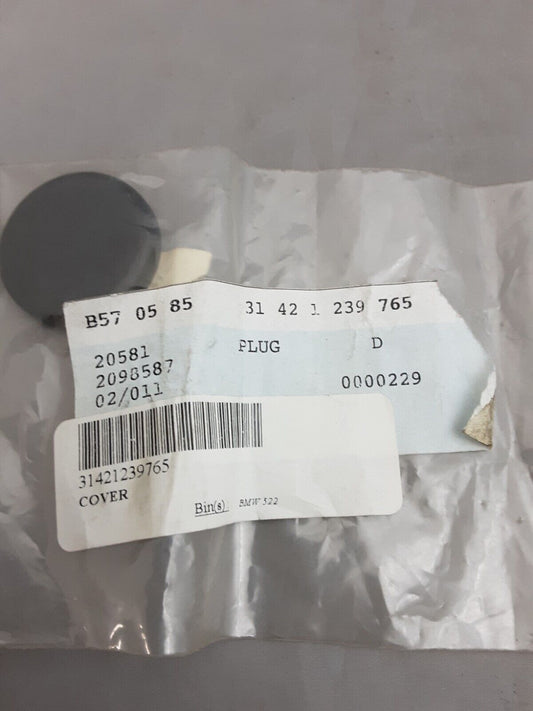 B57 05 85 31 42 1 239 765
20581 PLUG D
2098587
02/011 0000229
31421239765
COVER
Bin(s) BMW 522